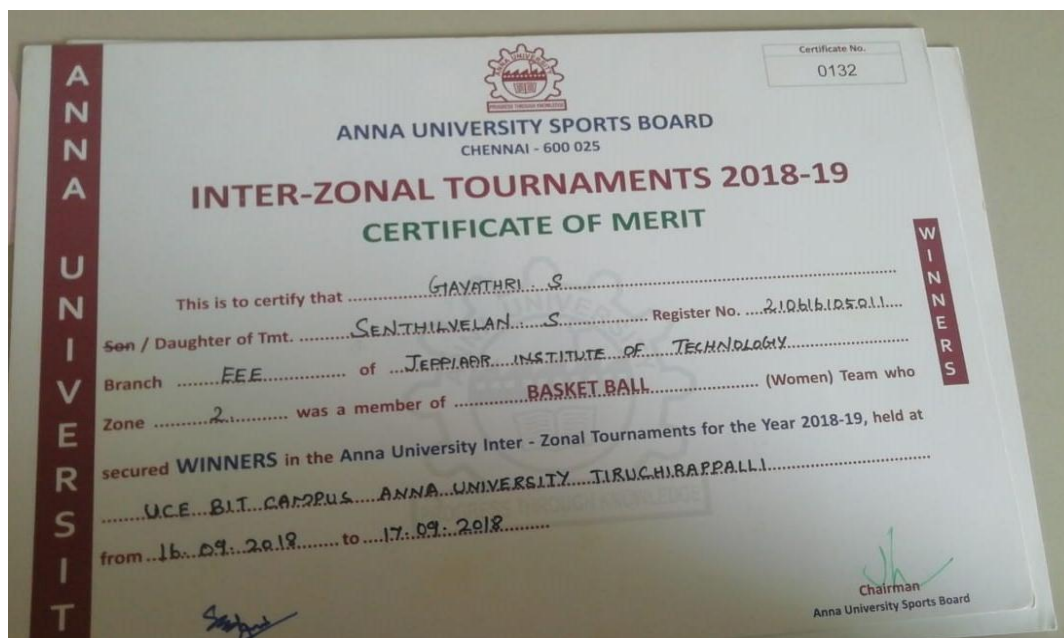 ANNA UNIVERSIT
Certificate No.
0132
PROGRESS THROUGH KNOWLEDGE
ANNA UNIVERSITY SPORTS BOARD
CHENNAI - 600 025
INTER-ZONAL TOURNAMENTS 2018-19
CERTIFICATE OF MERIT
WINNERS
This is to certify that GAYATHRI S
Son / Daughter of Tmt. SENTHILVELAN S Register No. 210616105011
Branch EEE of JEPPIAAR INSTITUTE OF TECHNOLOGY
Zone 2 was a member of BASKET BALL (Women) Team who
secured WINNERS in the Anna University Inter - Zonal Tournaments for the Year 2018-19, held at
UCE BIT CAMPUS ANNA UNIVERSITY TIRUCHIRAPPALLI
from 16.09.2018 to 17.09.2018
Chairman
Anna University Sports Board